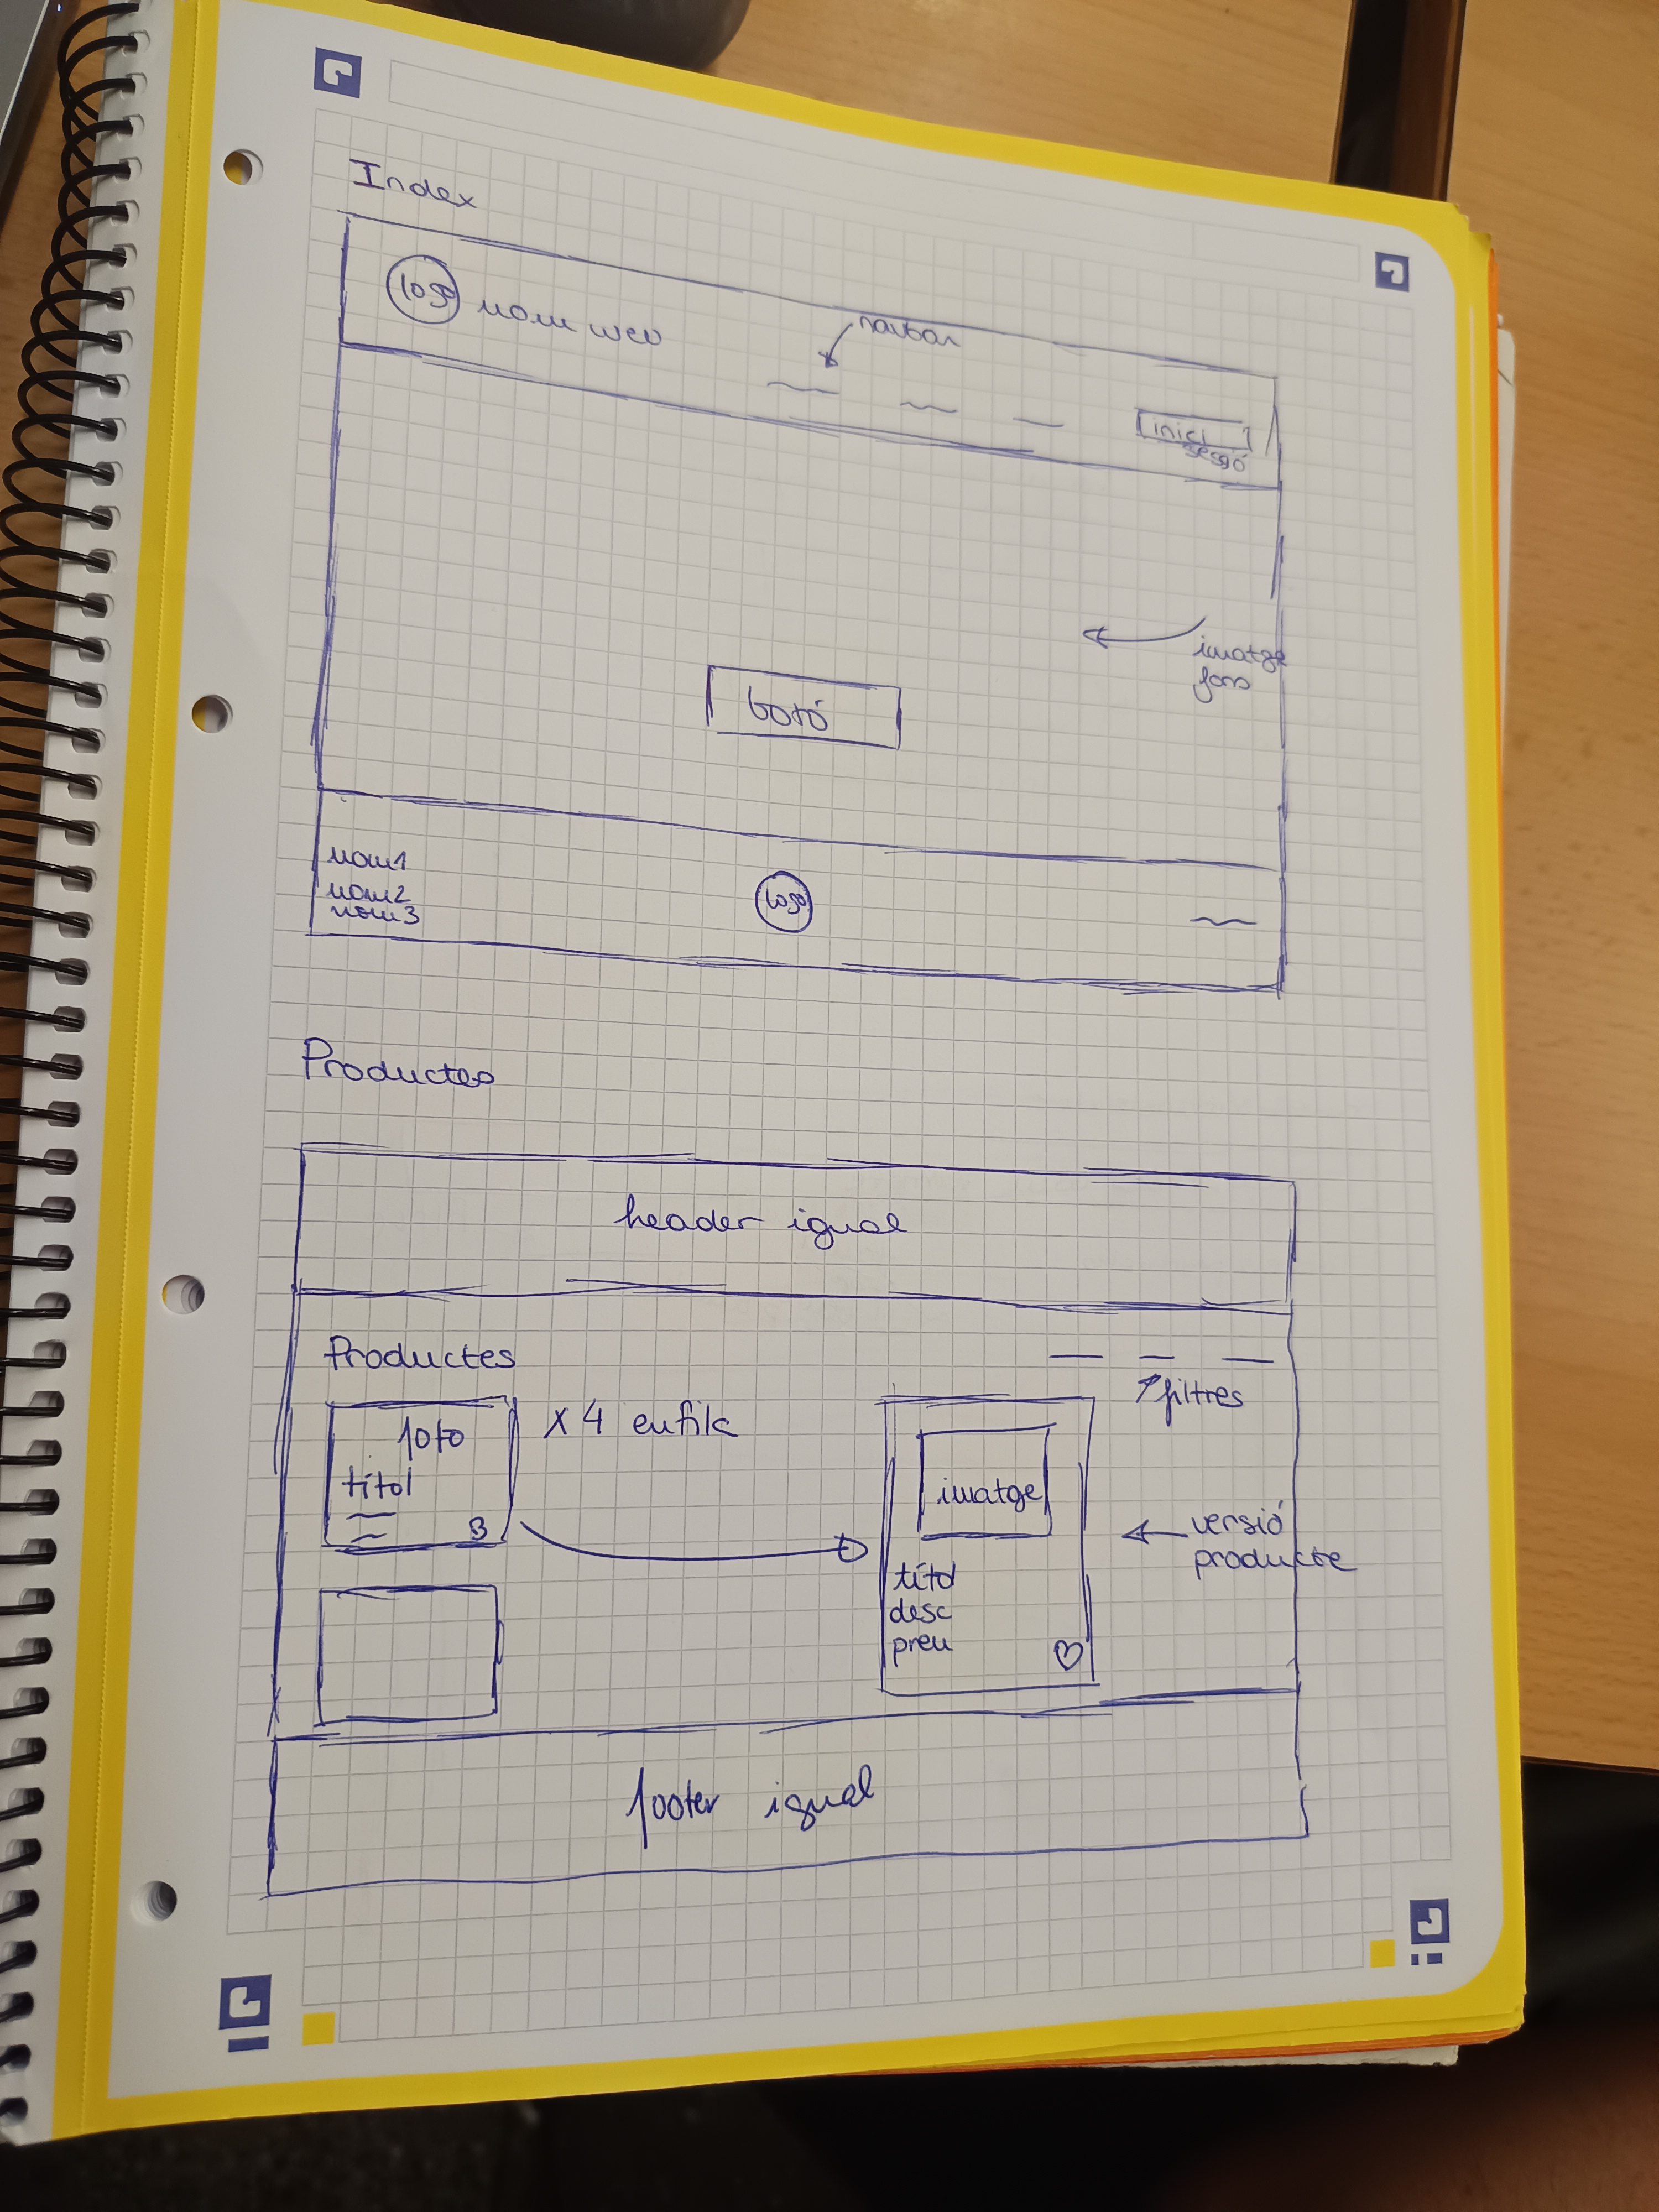 Index
logo nom web
navbar
inici
sessió
imatge
fons
botó
nom1
nom2
nom3
logo
Productes
header igual
Productes
filtres
foto
x 4 en fila
títol
imatge
versió
producte
títol
desc
preu
footer igual